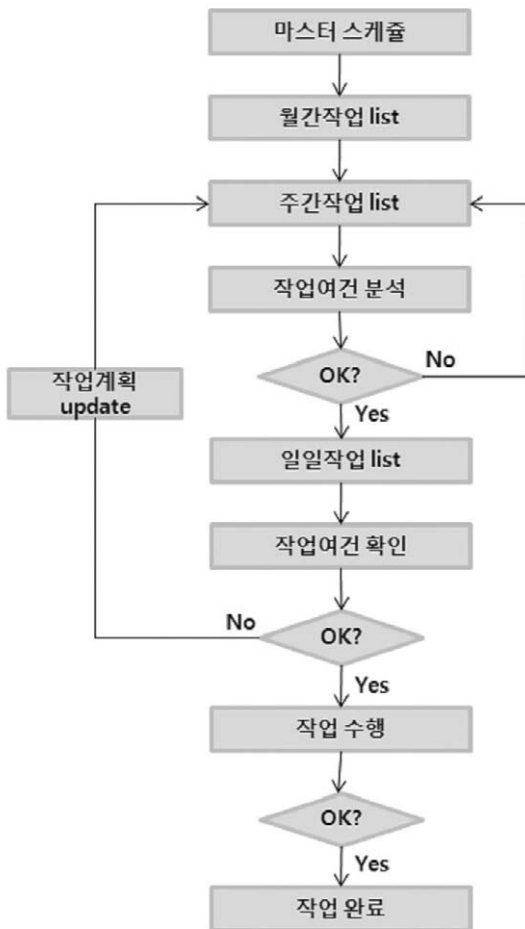 마스터 스케쥴
월간작업 list
주간작업 list
작업여건 분석
OK?
No
Yes
작업계획
update
일일작업 list
작업여건 확인
No
OK?
Yes
작업 수행
OK?
Yes
작업 완료